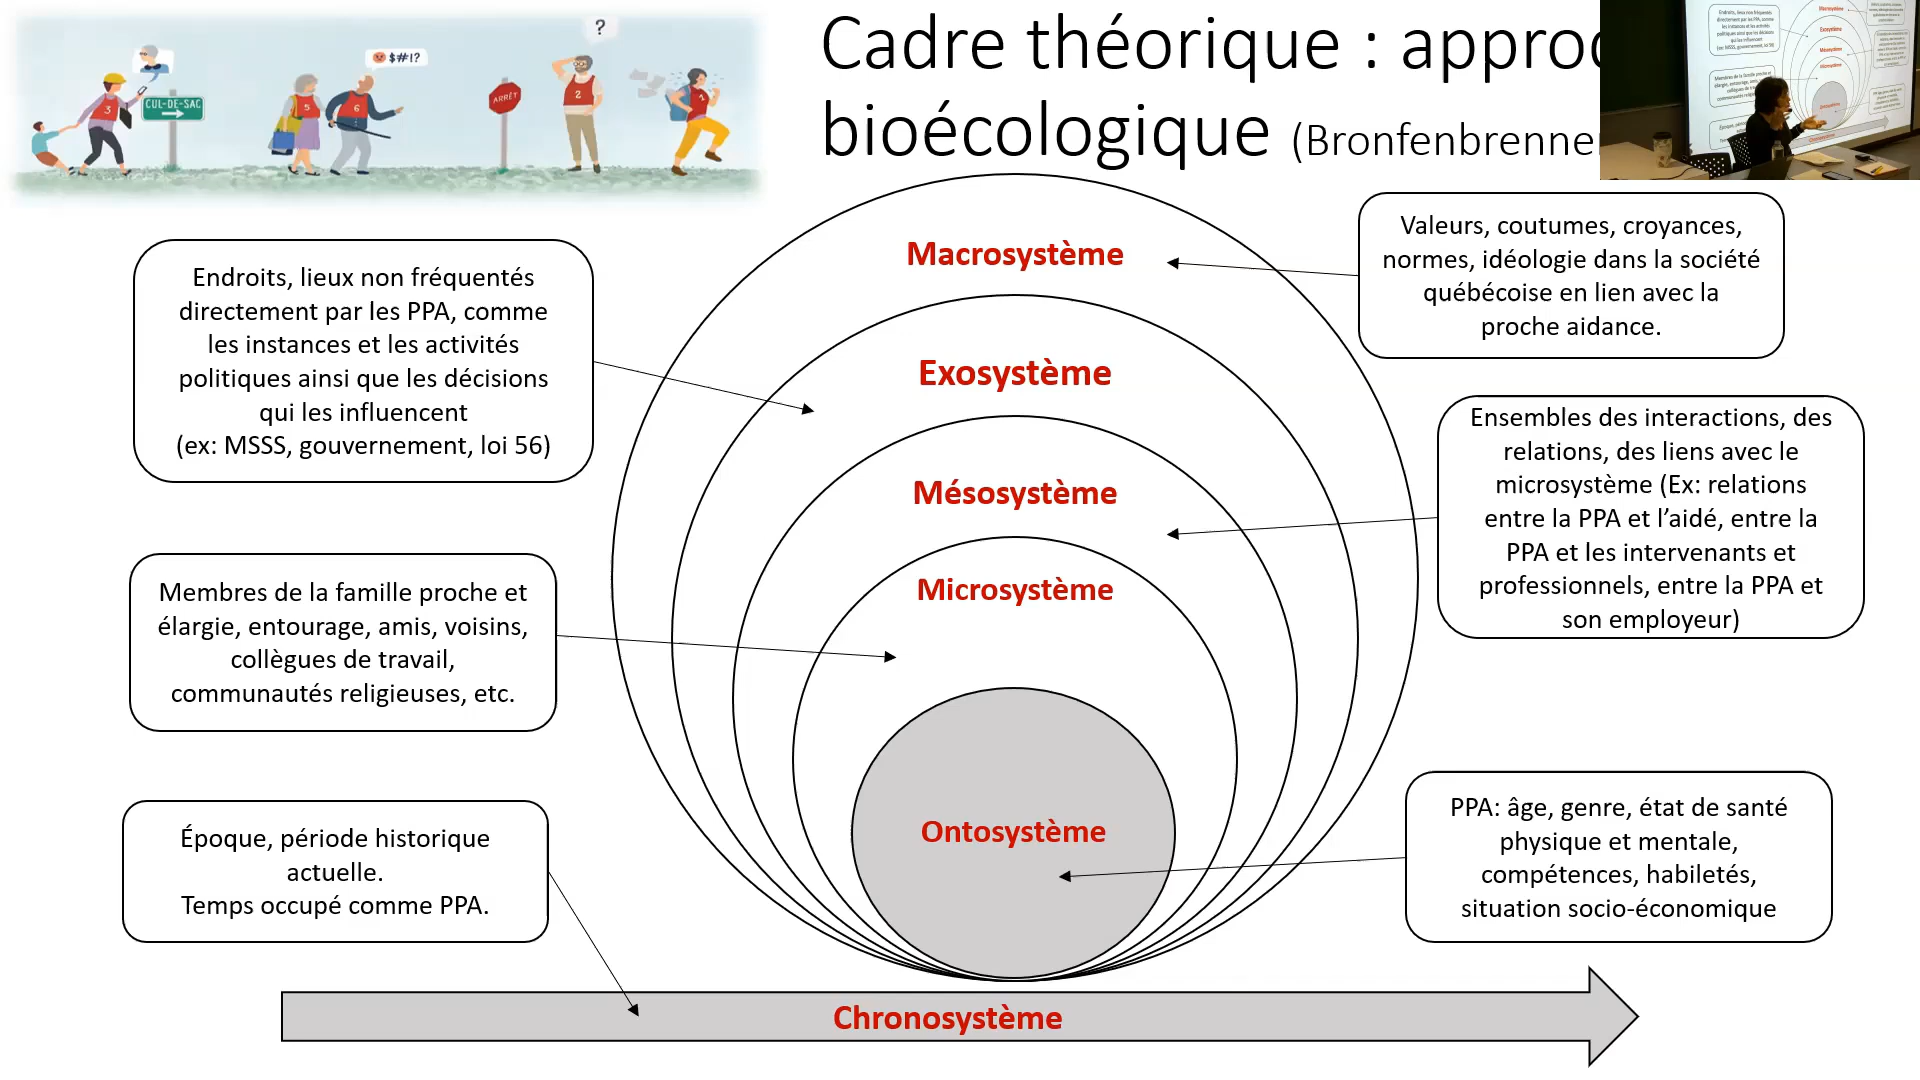 Cadre théorique : approc
bioécologique (Bronfenbrenner
?
$#!?
3
CUL-DE-SAC
5
6
ARRÊT
2
1
Macrosystème
Valeurs, coutumes, croyances,
normes, idéologie dans la société
québécoise en lien avec la
proche aidance.
Endroits, lieux non fréquentés
directement par les PPA, comme
les instances et les activités
politiques ainsi que les décisions
qui les influencent
(ex: MSSS, gouvernement, loi 56)
Exosystème
Ensembles des interactions, des
relations, des liens avec le
microsystème (Ex: relations
entre la PPA et l’aidé, entre la
PPA et les intervenants et
professionnels, entre la PPA et
son employeur)
Mésosystème
Microsystème
Membres de la famille proche et
élargie, entourage, amis, voisins,
collègues de travail,
communautés religieuses, etc.
Ontosystème
PPA: âge, genre, état de santé
physique et mentale,
compétences, habiletés,
situation socio-économique
Époque, période historique
actuelle.
Temps occupé comme PPA.
Chronosystème